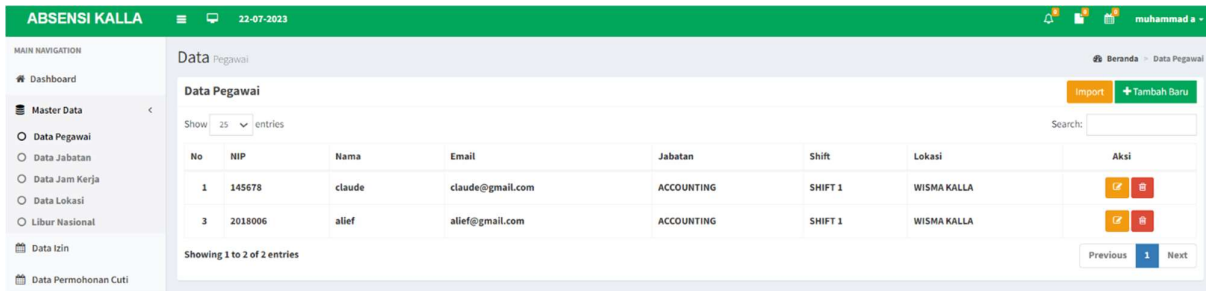 ABSENSI KALLA 22-07-2023 0 0 0 muhammad a
MAIN NAVIGATION
Dashboard
Master Data
Data Pegawai
Data Jabatan
Data Jam Kerja
Data Lokasi
Libur Nasional
Data Izin
Data Permohonan Cuti
Data Pegawai
Beranda > Data Pegawai
Data Pegawai
Import + Tambah Baru
Show 25 entries
Search:
No NIP Nama Email Jabatan Shift Lokasi Aksi
1 145678 claude claude@gmail.com ACCOUNTING SHIFT 1 WISMA KALLA
3 2018006 alief alief@gmail.com ACCOUNTING SHIFT 1 WISMA KALLA
Showing 1 to 2 of 2 entries
Previous 1 Next